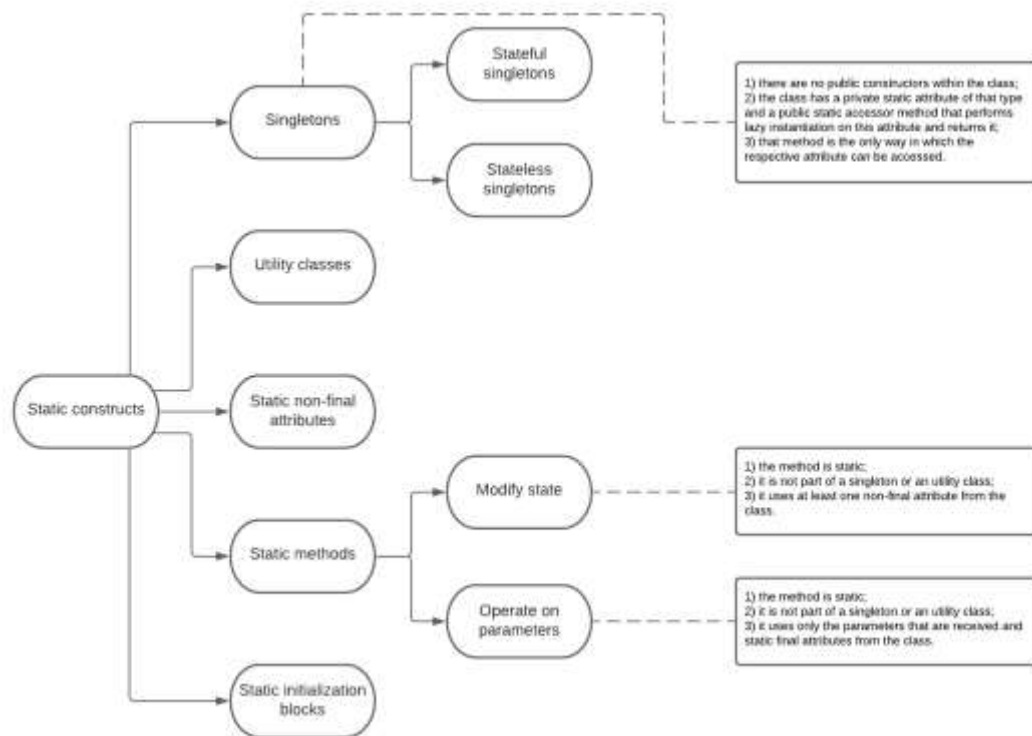 Stateful
singletons
1) there are no public constructors within the class;
2) the class has a private static attribute of that type
and a public static accessor method that performs
lazy instantiation on this attribute and returns it;
3) that method is the only way in which the
respective attribute can be accessed.
Singletons
Stateless
singletons
Utility classes
Static constructs
Static non-final
attributes
Modify state
1) the method is static;
2) it is not part of a singleton or an utility class;
3) it uses at least one non-final attribute from the
class.
Static methods
Operate on
parameters
1) the method is static;
2) it is not part of a singleton or an utility class;
3) it uses only the parameters that are received and
static final attributes from the class.
Static initialization
blocks